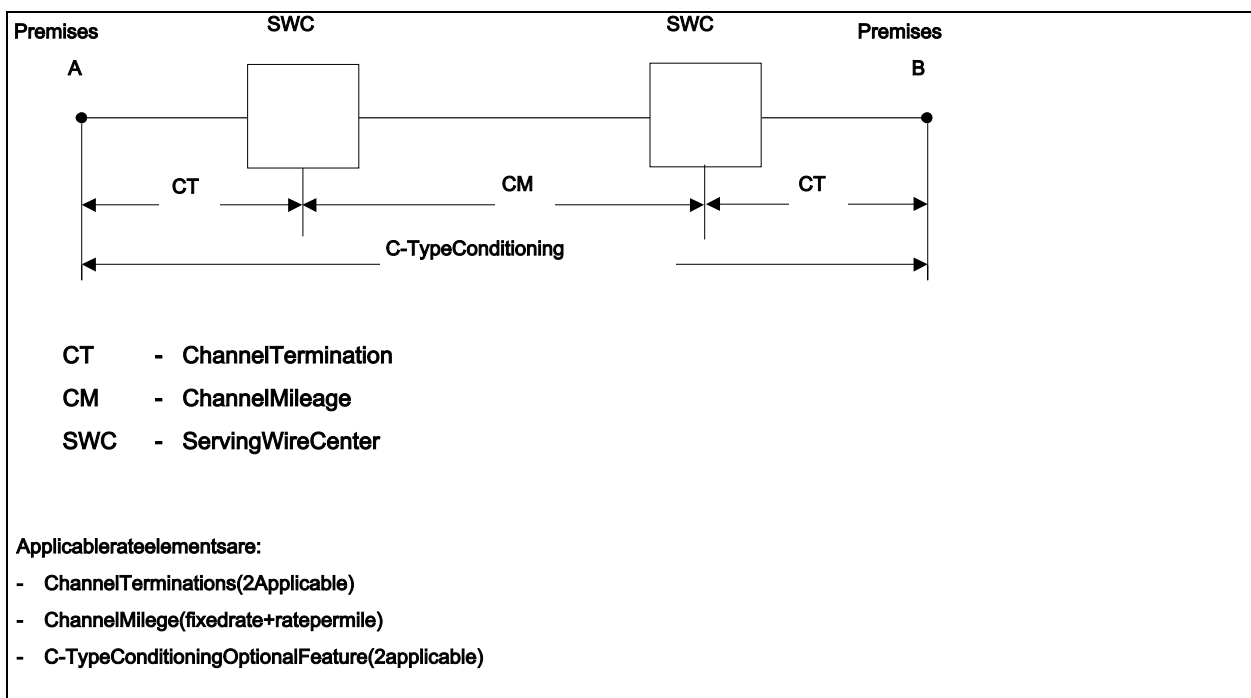 SWC SWC
Premises Premises
A B
CT CM CT
C-TypeConditioning
CT - ChannelTermination
CM - ChannelMileage
SWC - ServingWireCenter
Applicablerateelementsare:
- ChannelTerminations(2Applicable)
- ChannelMilege(fixedrate+ratepermile)
- C-TypeConditioningOptionalFeature(2applicable)